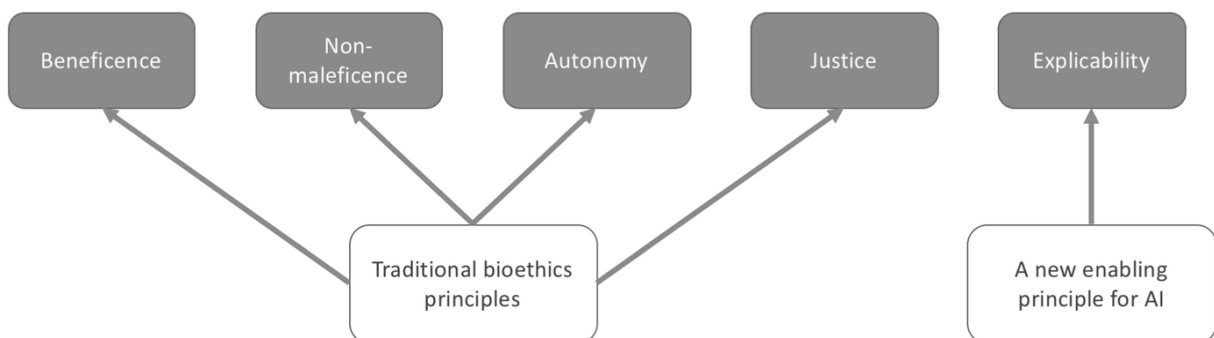 Beneficence
Non-
maleficence
Autonomy
Justice
Explicability
Traditional bioethics
principles
A new enabling
principle for AI